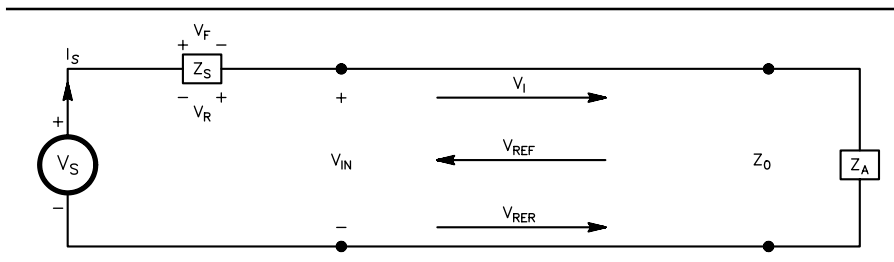 V_F
I_S + −
Z_S
− +
V_R
+
V_I
+
V_S
V_IN
V_REF
Z_0
Z_A
−
V_RER
−